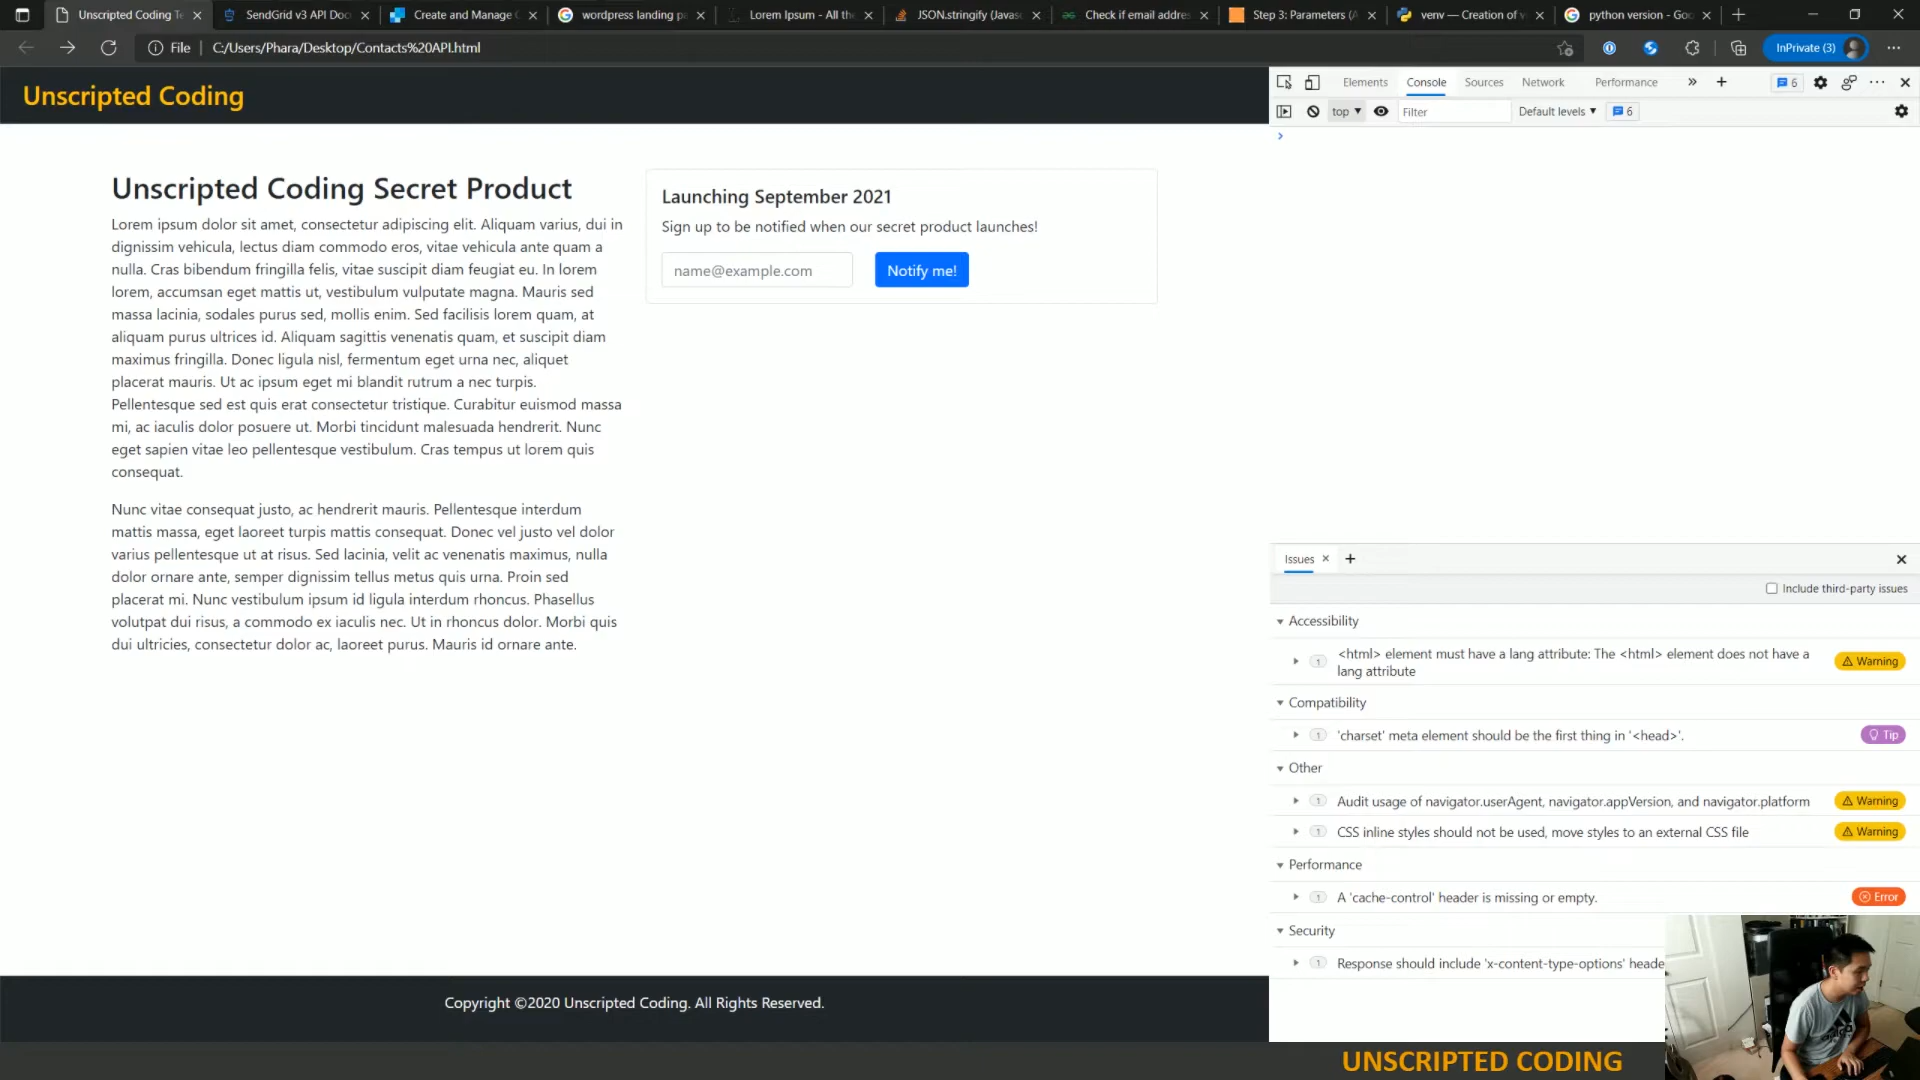 Unscripted Coding Te
SendGrid v3 API Doc
Create and Manage C
wordpress landing pa
Lorem Ipsum - All the
JSON.stringify (Javasc
Check if email addres
Step 3: Parameters (A
venv — Creation of v
python version - Goo
File
C:/Users/Phara/Desktop/Contacts%20API.html
InPrivate (3)
Unscripted Coding
Unscripted Coding Secret Product
Lorem ipsum dolor sit amet, consectetur adipiscing elit. Aliquam varius, dui in
dignissim vehicula, lectus diam commodo eros, vitae vehicula ante quam a
nulla. Cras bibendum fringilla felis, vitae suscipit diam feugiat eu. In lorem
lorem, accumsan eget mattis ut, vestibulum vulputate magna. Mauris sed
massa lacinia, sodales purus sed, mollis enim. Sed facilisis lorem quam, at
aliquam purus ultrices id. Aliquam sagittis venenatis quam, et suscipit diam
maximus fringilla. Donec ligula nisl, fermentum eget urna nec, aliquet
placerat mauris. Ut ac ipsum eget mi blandit rutrum a nec turpis.
Pellentesque sed est quis erat consectetur tristique. Curabitur euismod massa
mi, ac iaculis dolor posuere ut. Morbi tincidunt malesuada hendrerit. Nunc
eget sapien vitae leo pellentesque vestibulum. Cras tempus ut lorem quis
consequat.
Nunc vitae consequat justo, ac hendrerit mauris. Pellentesque interdum
mattis massa, eget laoreet turpis mattis consequat. Donec vel justo vel dolor
varius pellentesque ut at risus. Sed lacinia, velit ac venenatis maximus, nulla
dolor ornare ante, semper dignissim tellus metus quis urna. Proin sed
placerat mi. Nunc vestibulum ipsum id ligula interdum rhoncus. Phasellus
volutpat dui risus, a commodo ex iaculis nec. Ut in rhoncus dolor. Morbi quis
dui ultricies, consectetur dolor ac, laoreet purus. Mauris id ornare ante.
Launching September 2021
Sign up to be notified when our secret product launches!
name@example.com
Notify me!
Copyright ©2020 Unscripted Coding. All Rights Reserved.
Elements
Console
Sources
Network
Performance
6
top
Filter
Default levels
6
Issues
Include third-party issues
Accessibility
1
<html> element must have a lang attribute: The <html> element does not have a
lang attribute
Warning
Compatibility
1
'charset' meta element should be the first thing in '<head>'.
Tip
Other
1
Audit usage of navigator.userAgent, navigator.appVersion, and navigator.platform
Warning
1
CSS inline styles should not be used, move styles to an external CSS file
Warning
Performance
1
A 'cache-control' header is missing or empty.
Error
Security
1
Response should include 'x-content-type-options' heade
UNSCRIPTED CODING